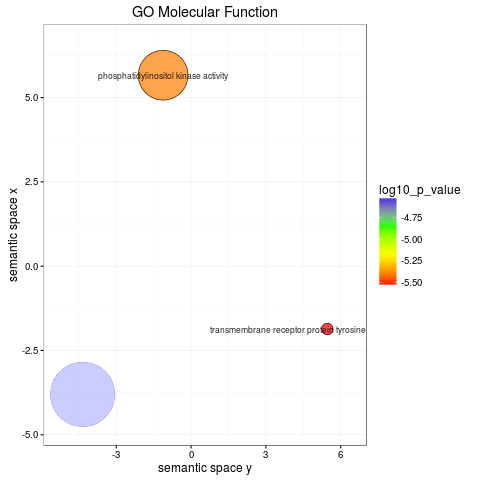 GO Molecular Function
phosphatidylinositol kinase activity
5.0
2.5
0.0
-2.5
-5.0
semantic space x
transmembrane receptor protein tyrosine
-3
0
3
6
semantic space y
log10_p_value
-4.75
-5.00
-5.25
-5.50